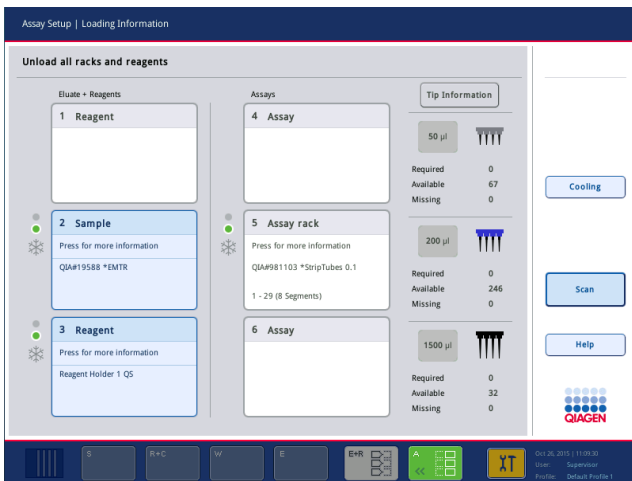 Assay Setup | Loading Information
Unload all racks and reagents
Eluate + Reagents
Assays
Tip Information
1 Reagent
4 Assay
50 µl
Required 0
Available 67
Missing 0
Cooling
2 Sample
Press for more information
QIA#19588 *EMTR
5 Assay rack
Press for more information
QIA#981103 *StripTubes 0.1
1 - 29 (8 Segments)
200 µl
Required 0
Available 246
Missing 0
Scan
3 Reagent
Press for more information
Reagent Holder 1 QS
6 Assay
1500 µl
Required 0
Available 32
Missing 0
Help
QIAGEN
S
R+C
W
E
E+R
A
Oct 26, 2015 | 11:09:30
User: Supervisor
Profile: Default Profile 1